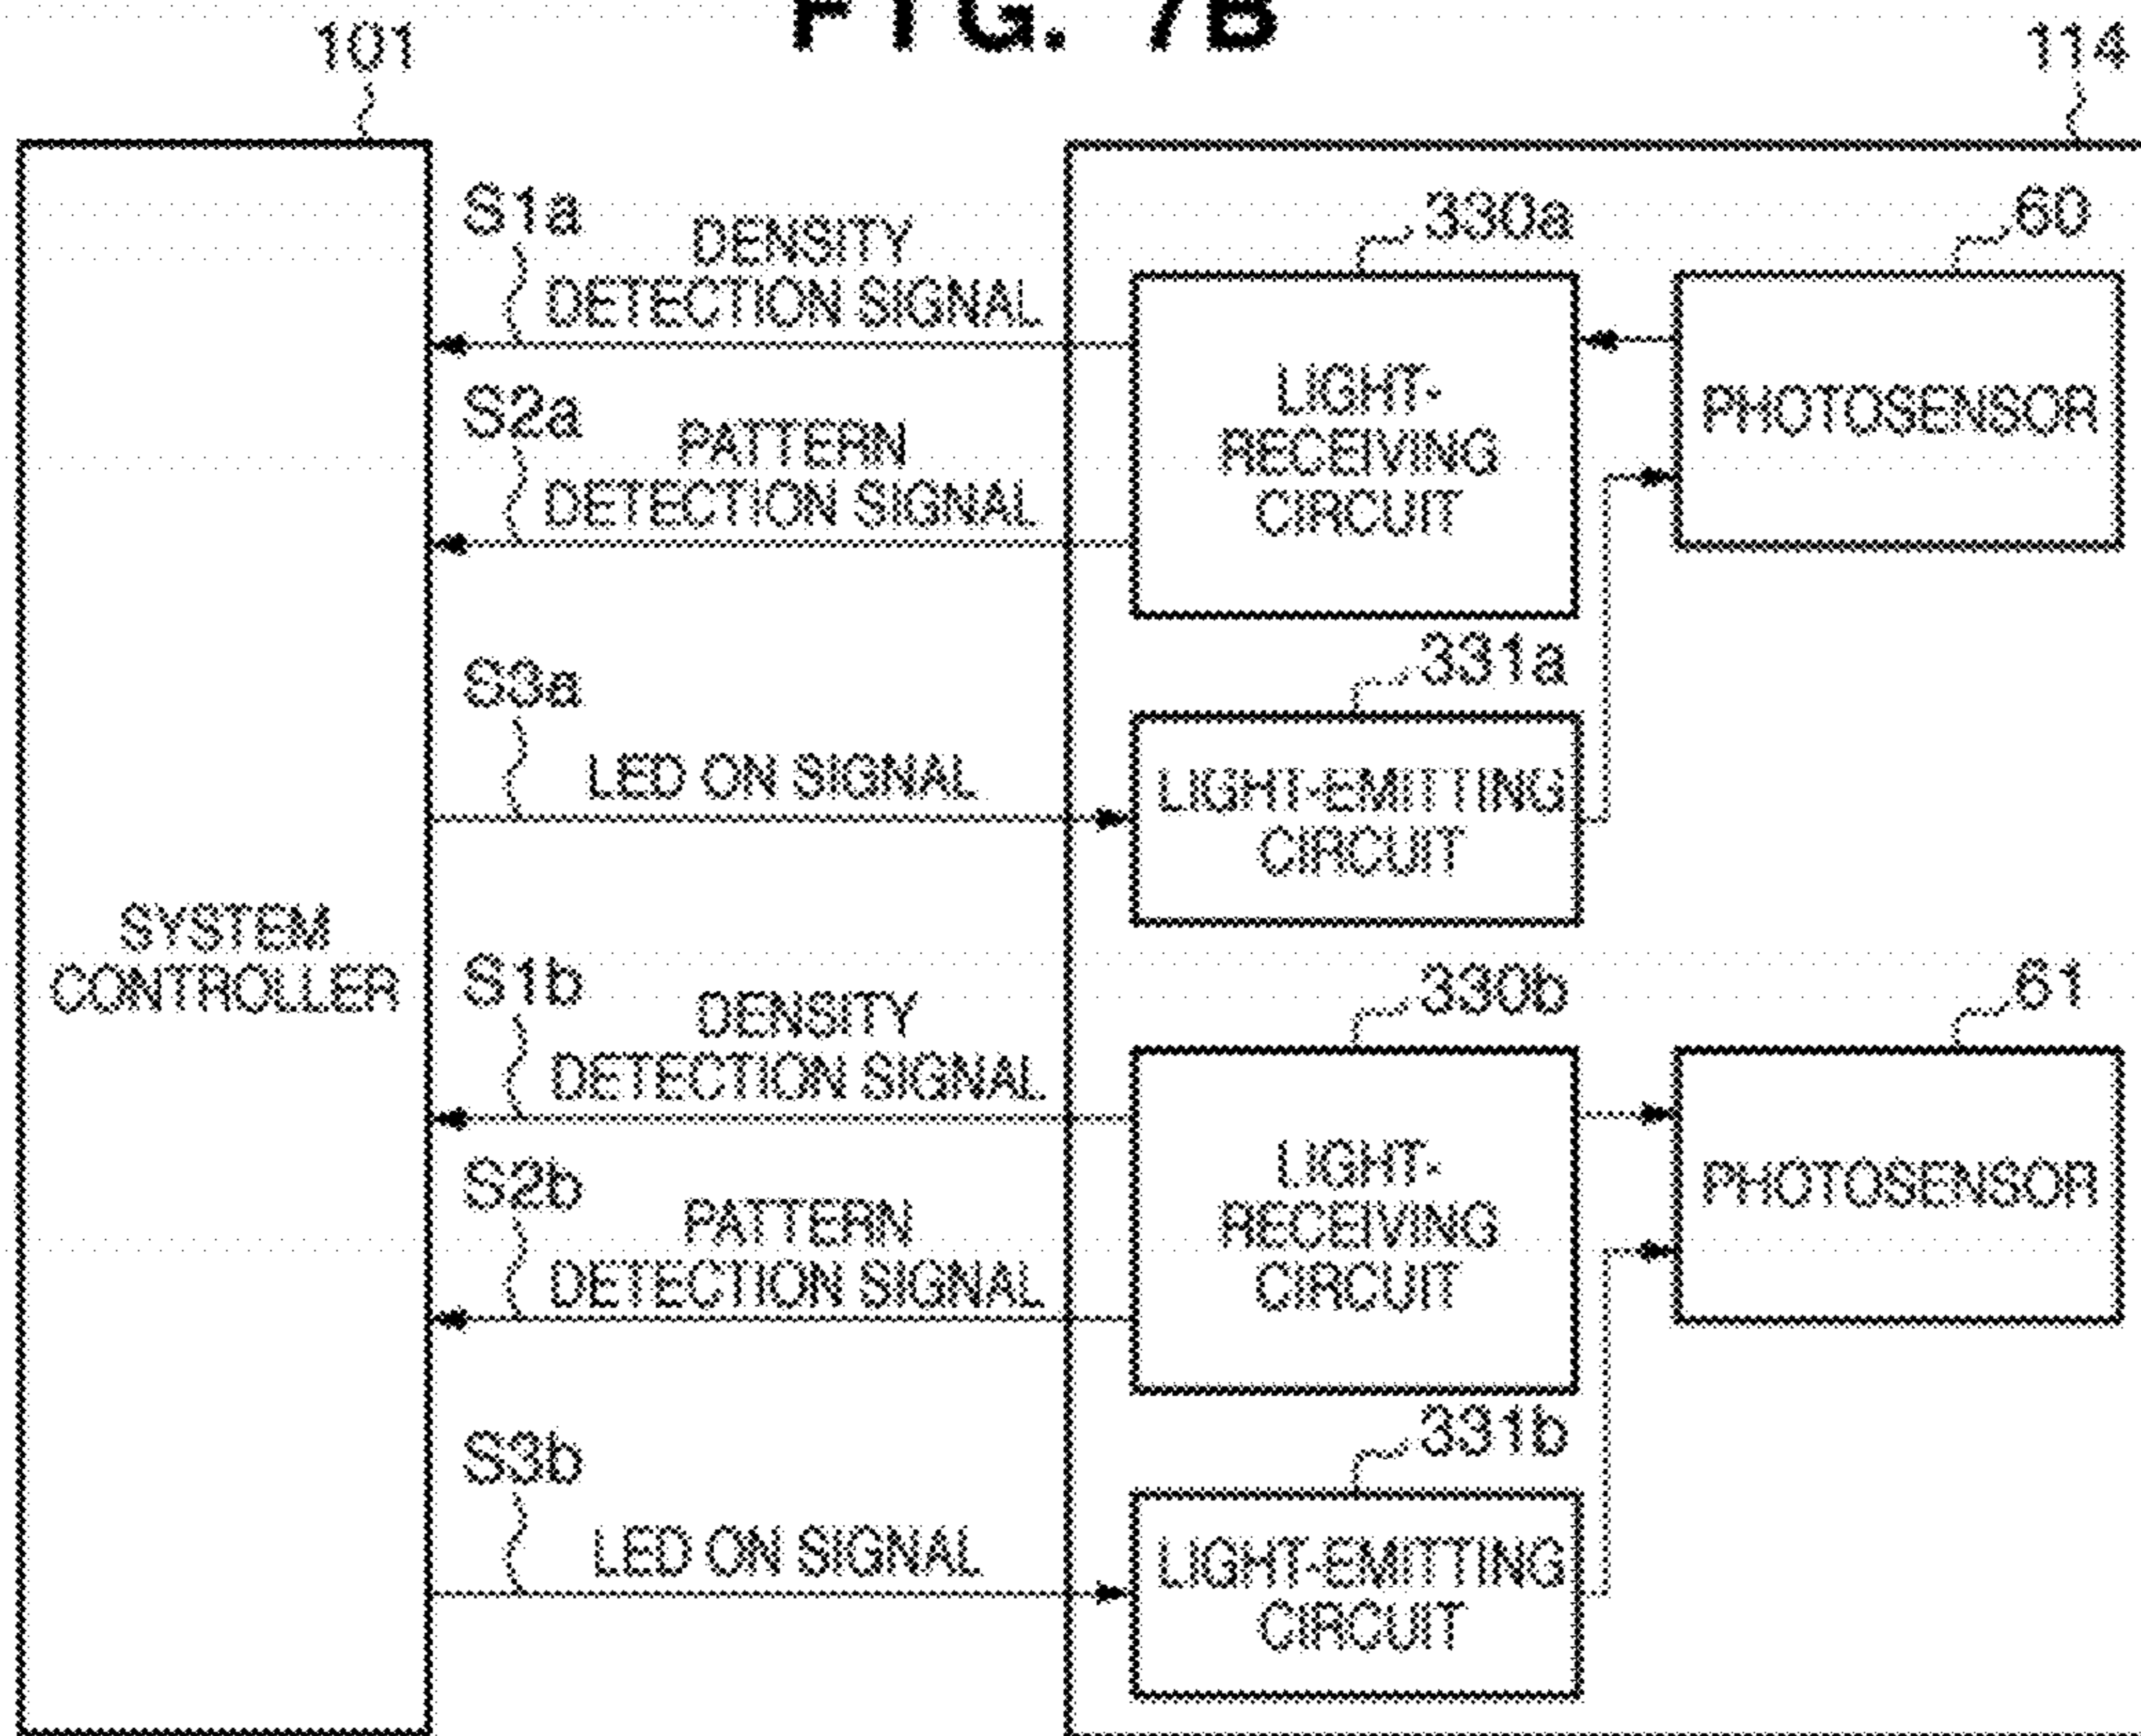 FIG. 7B
101
114
S1a
DENSITY
DETECTION SIGNAL
330a
60
S2a
PATTERN
DETECTION SIGNAL
LIGHT-
RECEIVING
CIRCUIT
PHOTOSENSOR
S3a
LED ON SIGNAL
331a
LIGHT-EMITTING
CIRCUIT
SYSTEM
CONTROLLER
S1b
DENSITY
DETECTION SIGNAL
330b
61
S2b
PATTERN
DETECTION SIGNAL
LIGHT-
RECEIVING
CIRCUIT
PHOTOSENSOR
S3b
LED ON SIGNAL
331b
LIGHT-EMITTING
CIRCUIT